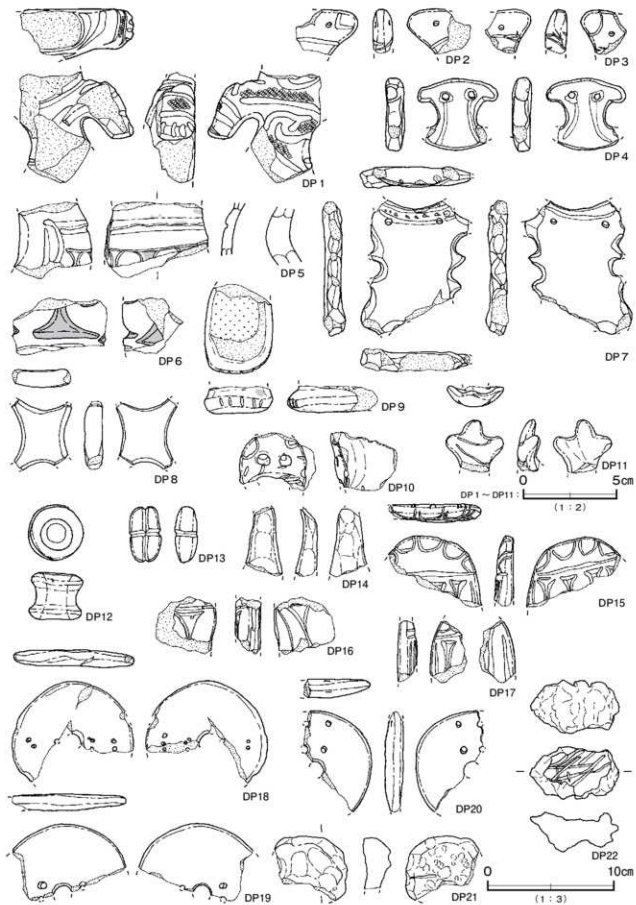 DP1
DP2
DP3
DP4
DP5
DP6
DP7
DP8
DP9
DP10
DP11
DP1～DP11：
0 5cm
（1：2）
DP12
DP13
DP14
DP15
DP16
DP17
DP18
DP20
DP22
DP19
DP21
0 10cm
（1：3）